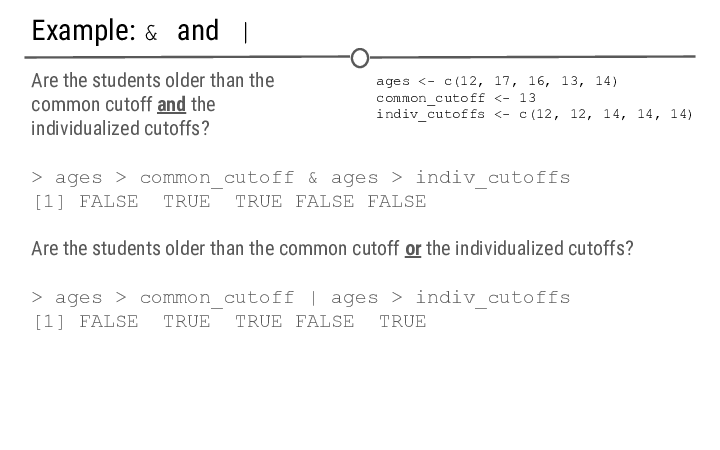 Example: & and |
Are the students older than the
common cutoff and the
individualized cutoffs?
ages <- c(12, 17, 16, 13, 14)
common_cutoff <- 13
indiv_cutoffs <- c(12, 12, 14, 14, 14)
> ages > common_cutoff & ages > indiv_cutoffs
[1] FALSE  TRUE  TRUE FALSE FALSE
Are the students older than the common cutoff or the individualized cutoffs?
> ages > common_cutoff | ages > indiv_cutoffs
[1] FALSE  TRUE  TRUE FALSE  TRUE